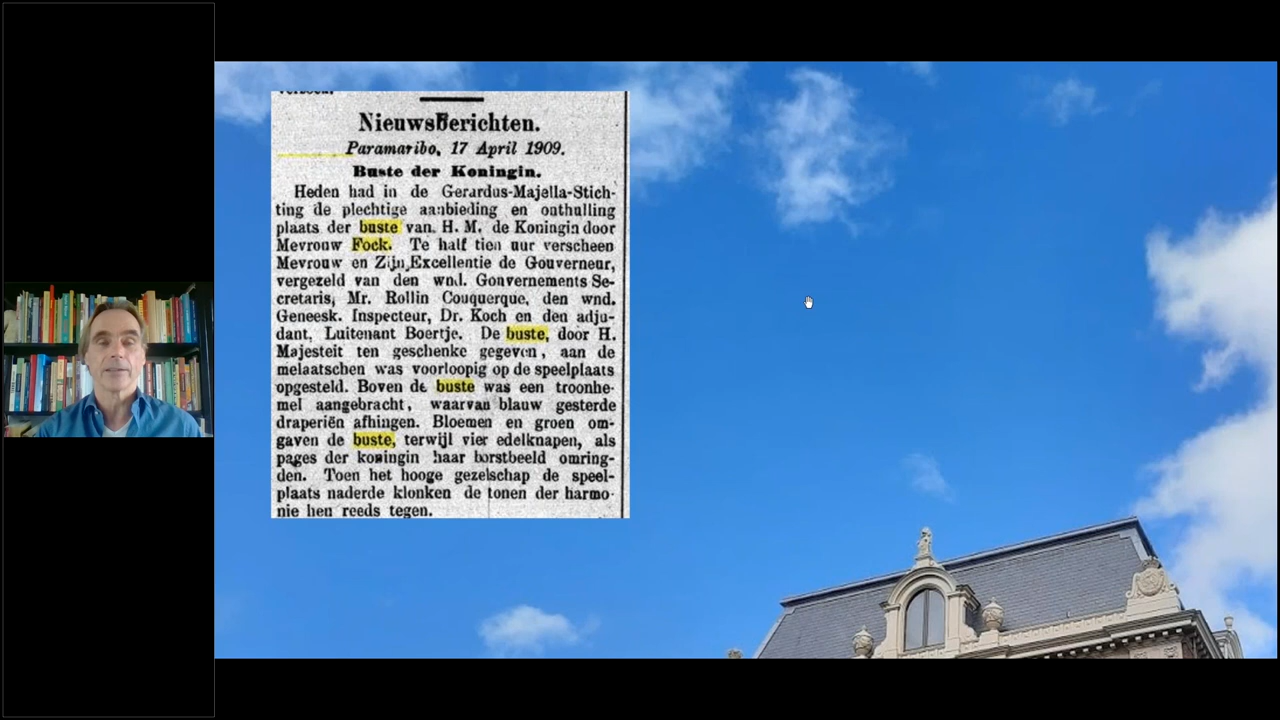 Nieuwsberichten.
Paramaribo, 17 April 1909.
Buste der Koningin.
Heden had in de Gerardus-Majella-Stich-
ting de plechtige aanbieding en onthulling
plaats der buste van H. M. de Koningin door
Mevrouw Fock. Te half tien uur verscheen
Mevrouw en Zijn Excellentie de Gouverneur,
vergezeld van den wnd. Gouvernements Se-
cretaris, Mr. Rollin Couquerque, den wnd.
Geneesk. Inspecteur, Dr. Koch en den adju-
dant, Luitenant Boertje. De buste, door H.
Majesteit ten geschenke gegeven, aan de
melaatschen was voorloopig op de speelplaats
opgesteld. Boven de buste was een troonhe-
mel aangebracht, waarvan blauw gesterde
draperiën afhingen. Bloemen en groen om-
gaven de buste, terwijl vier edelknapen, als
pages der koningin haar borstbeeld omring-
den. Toen het hooge gezelschap de speel-
plaats naderde klonken de tonen der harmo-
nie hen reeds tegen.